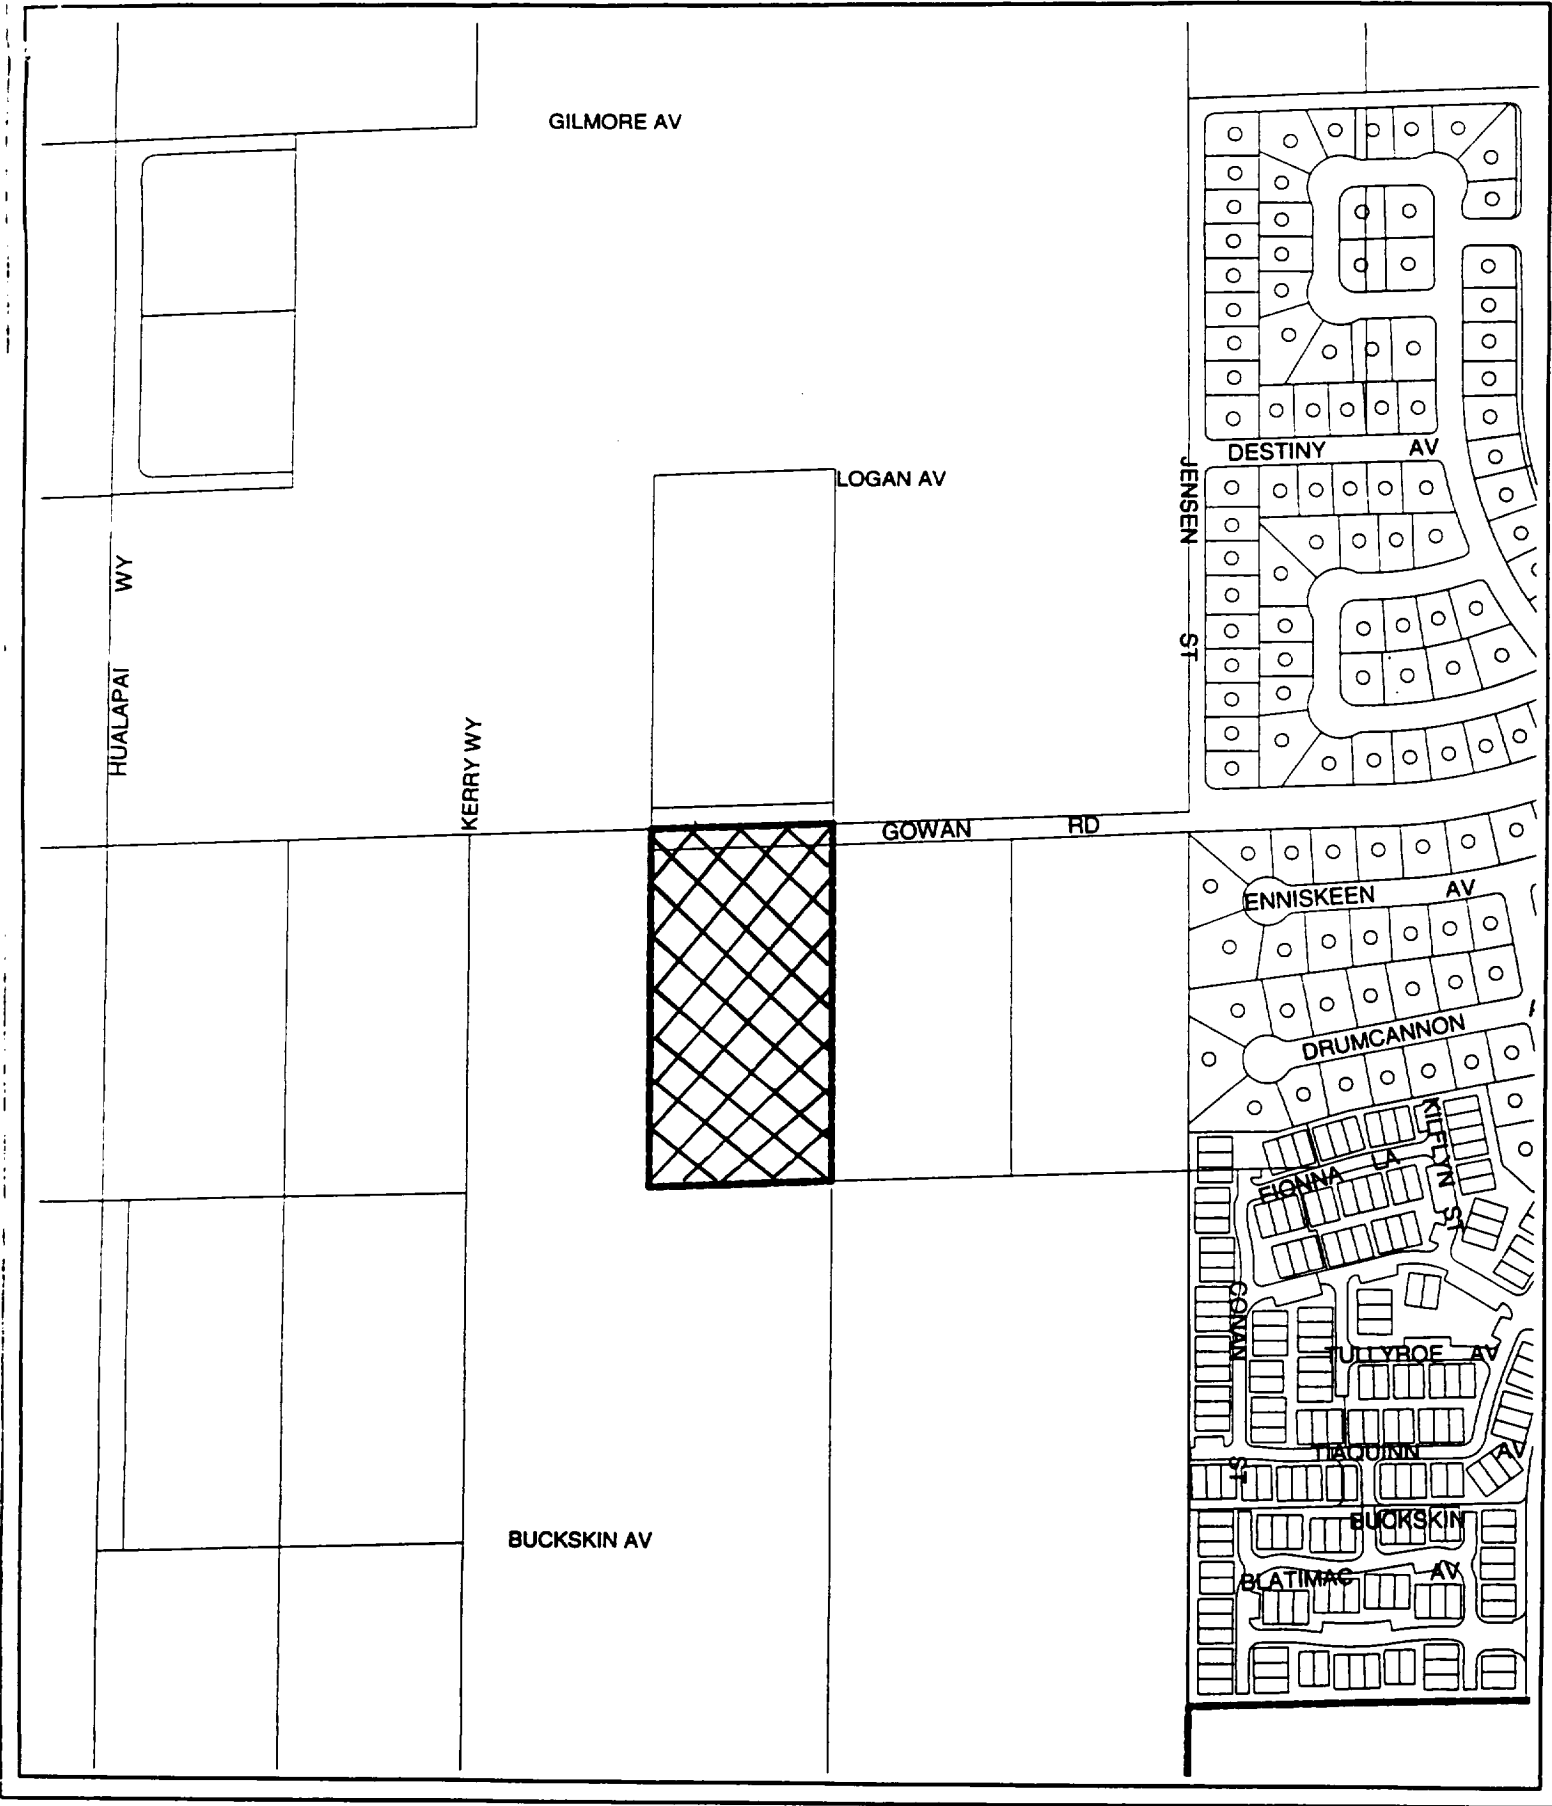 GILMORE AV
DESTINY AV
LOGAN AV
JENSEN ST
HUALAPAI WY
KERRY WY
GOWAN RD
ENNISKEEN AV
DRUMCANNON
KILFLYN ST
FIONNA LA
CONAN ST
TULLYROE AV
TIAQUINN AV
BUCKSKIN AV
BUCKSKIN
BLATIMAC AV